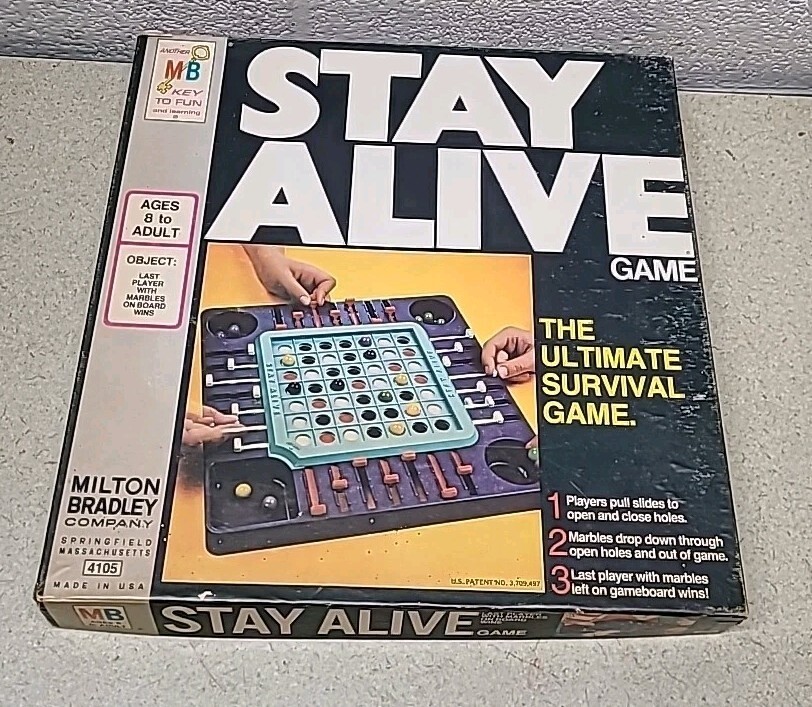 ANOTHER
MB
KEY
TO FUN
and learning
STAY
ALIVE
GAME
AGES
8 to
ADULT
OBJECT:
LAST
PLAYER
WITH
MARBLES
ON BOARD
WINS
THE
ULTIMATE
SURVIVAL
GAME.
1 Players pull slides to
open and close holes.
2 Marbles drop down through
open holes and out of game.
3 Last player with marbles
left on gameboard wins!
MILTON
BRADLEY
COMPANY
SPRINGFIELD
MASSACHUSETTS
4105
MADE IN USA
U.S. PATENT NO. 3,709,497
MB
STAY ALIVE
GAME